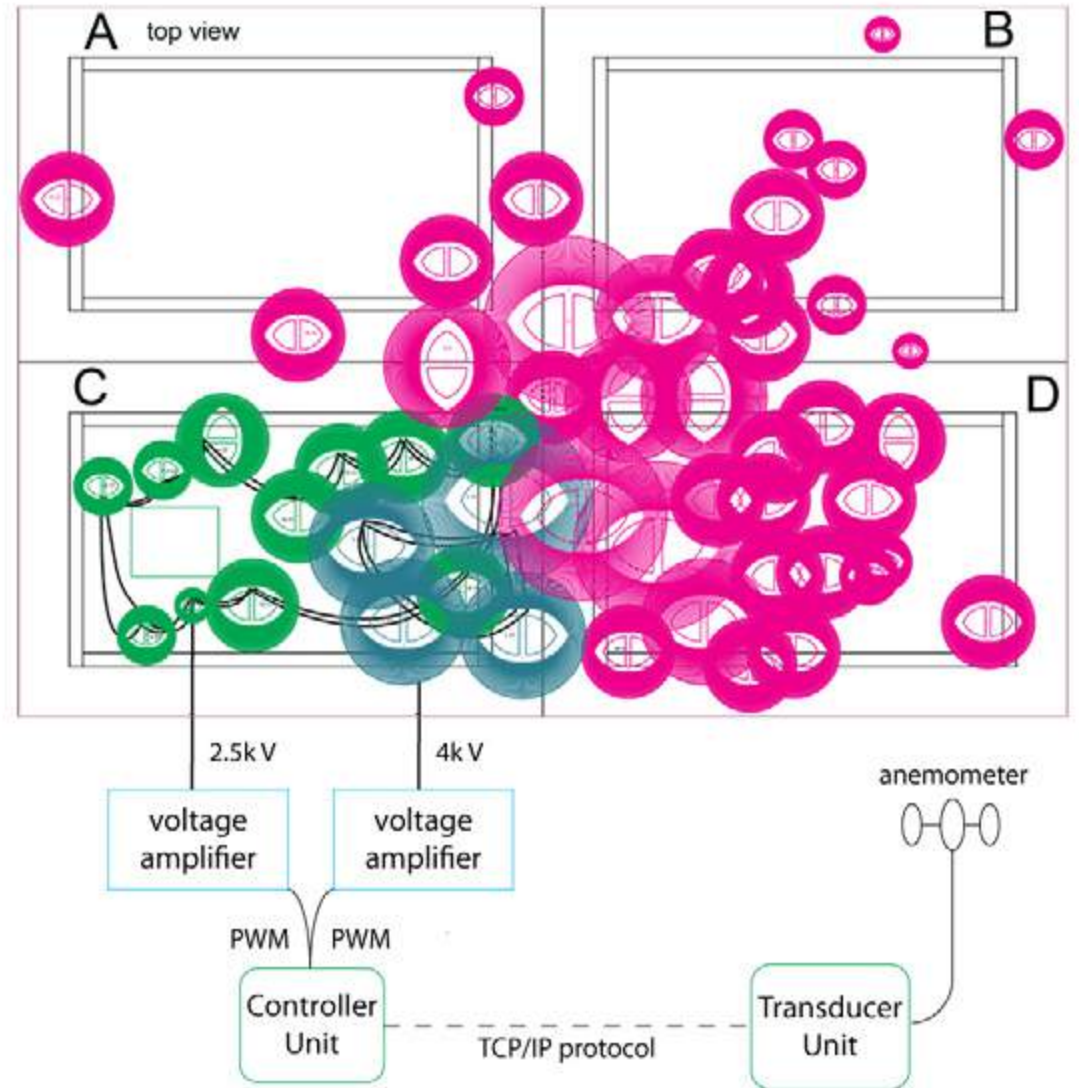 A top view
B
C
D
2.5k V
4k V
anemometer
voltage
amplifier
voltage
amplifier
PWM
PWM
Controller
Unit
TCP/IP protocol
Transducer
Unit